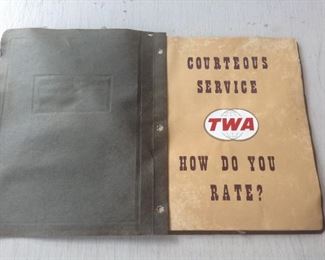 COURTEOUS
SERVICE
TWA
HOW DO YOU
RATE?